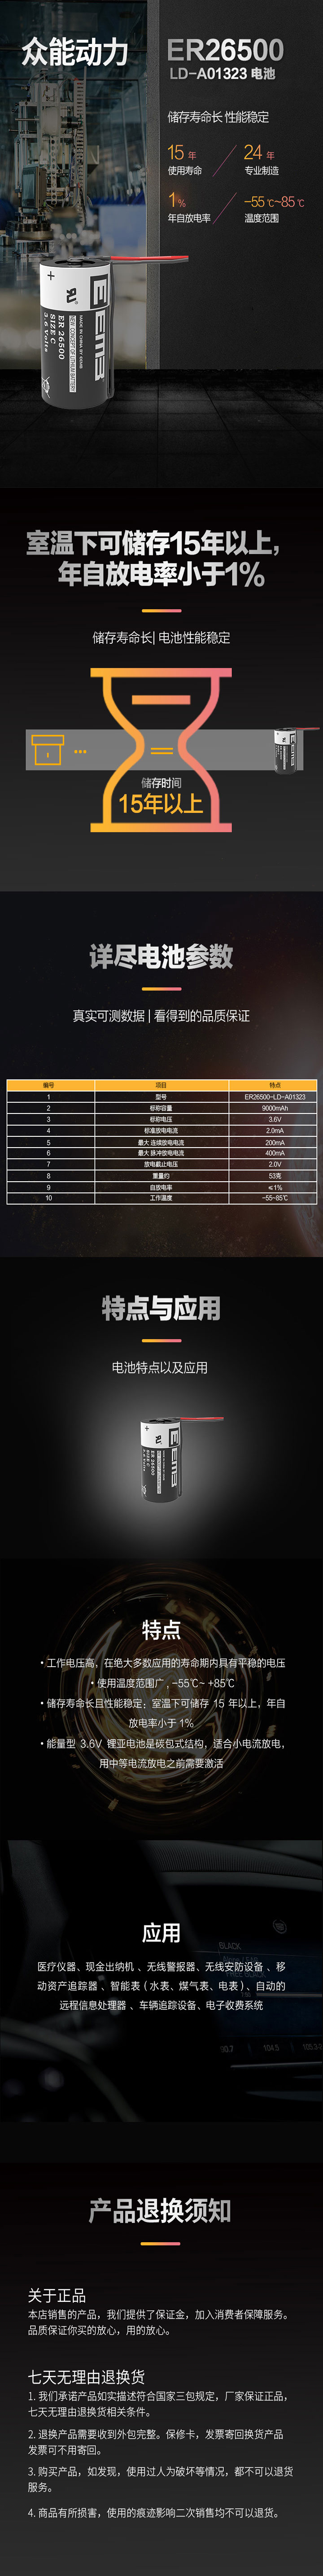 众能动力
ER26500
LD-A01323 电池
储存寿命长 性能稳定
15 年
24 年
使用寿命
专业制造
1%
-55℃~85℃
年自放电率
温度范围
EEMB
ER 26500
SIZE C
3.6 Volts
MADE IN CHINA BY EEMB
室温下可储存15年以上,
年自放电率小于1%
储存寿命长| 电池性能稳定
储存时间
15年以上
详尽电池参数
真实可测数据 | 看得到的品质保证
编号 项目 特点
1 型号 ER26500-LD-A01323
2 标称容量 9000mAh
3 标称电压 3.6V
4 标准放电电流 2.0mA
5 最大 连续放电电流 200mA
6 最大 脉冲放电电流 400mA
7 放电截止电压 2.0V
8 重量约 53克
9 自放电率 ≤1%
10 工作温度 -55~85℃
特点与应用
电池特点以及应用
EEMB
ER 26500
特点
• 工作电压高，在绝大多数应用的寿命期内具有平稳的电压
• 使用温度范围广，-55℃~ +85℃
• 储存寿命长且性能稳定：室温下可储存 15 年以上，年自
放电率小于 1%
• 能量型 3.6V 锂亚电池是碳包式结构，适合小电流放电，
用中等电流放电之前需要激活
应用
医疗仪器、现金出纳机 、无线警报器、无线安防设备 、移
动资产追踪器 、智能表 ( 水表、煤气表、电表 ) 、自动的
远程信息处理器 、车辆追踪设备、电子收费系统
BLACK
104.5
产品退换须知
关于正品
本店销售的产品，我们提供了保证金，加入消费者保障服务。
品质保证你买的放心，用的放心。
七天无理由退换货
1. 我们承诺产品如实描述符合国家三包规定，厂家保证正品，
七天无理由退换货相关条件。
2. 退换产品需要收到外包完整。保修卡，发票寄回换货产品
发票可不用寄回。
3. 购买产品，如发现，使用过人为破坏等情况，都不可以退货
服务。
4. 商品有所损害，使用的痕迹影响二次销售均不可以退货。